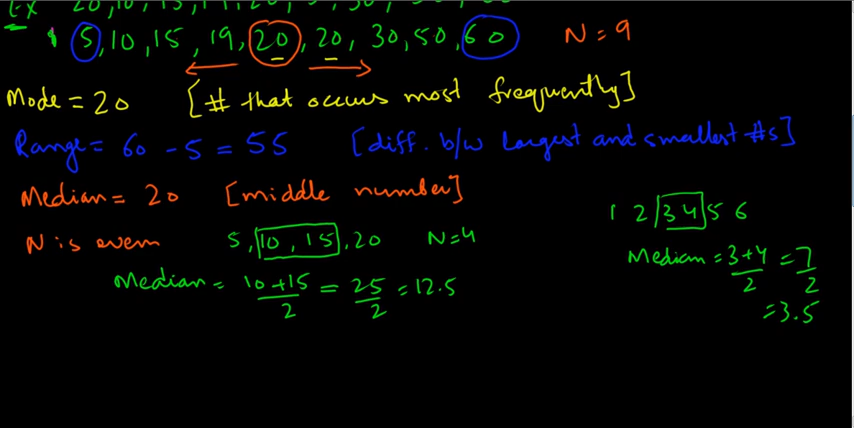 Ex
5, 10, 15, 19, 20, 20, 30, 50, 60 N = 9
Mode = 20 [# that occurs most frequently]
Range = 60 - 5 = 55 [diff. b/w largest and smallest #s]
Median = 20 [middle number]
1 2 3 4 5 6
N is even 5, 10, 15, 20 N=4
Median = 3+4/2 = 7/2
Median = 10+15/2 = 25/2 = 12.5
= 3.5